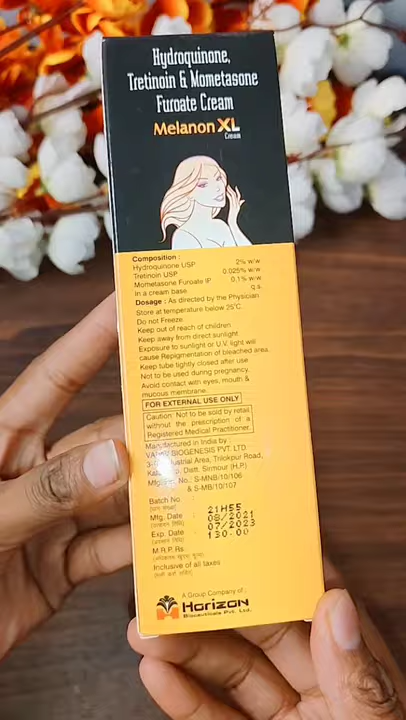 Hydroquinone,
Tretinoin & Mometasone
Furoate Cream
Melanon XL
Cream
Composition :
Hydroquinone USP 2% w/w
Tretinoin USP 0.025% w/w
Mometasone Furoate IP 0.1% w/w
In a cream base. q.s.
Dosage : As directed by the Physician
Store at temperature below 25°C.
Do not Freeze.
Keep out of reach of children
Keep away from direct sunlight
Exposure to sunlight or U.V. light will
cause Repigmentation of bleached area.
Keep tube tightly closed after use
Not to be used during pregnancy.
Avoid contact with eyes, mouth &
mucous membrane.
FOR EXTERNAL USE ONLY
Caution: Not to be sold by retail
without the prescription of a
Registered Medical Practitioner.
Manufactured in India by :
BIOGENESIS PVT. LTD
Industrial Area, Trilokpur Road,
Distt. Sirmour (H.P.)
No.: S-MNB/10/106
& S-MB/10/107
Batch No : 21H55
Mfg. Date : 08/2021
Exp. Date : 07/2023
M.R.P. Rs 130-00
Inclusive of all taxes
A Group Company of :
Horizon
Bioceuticals Pvt. Ltd.